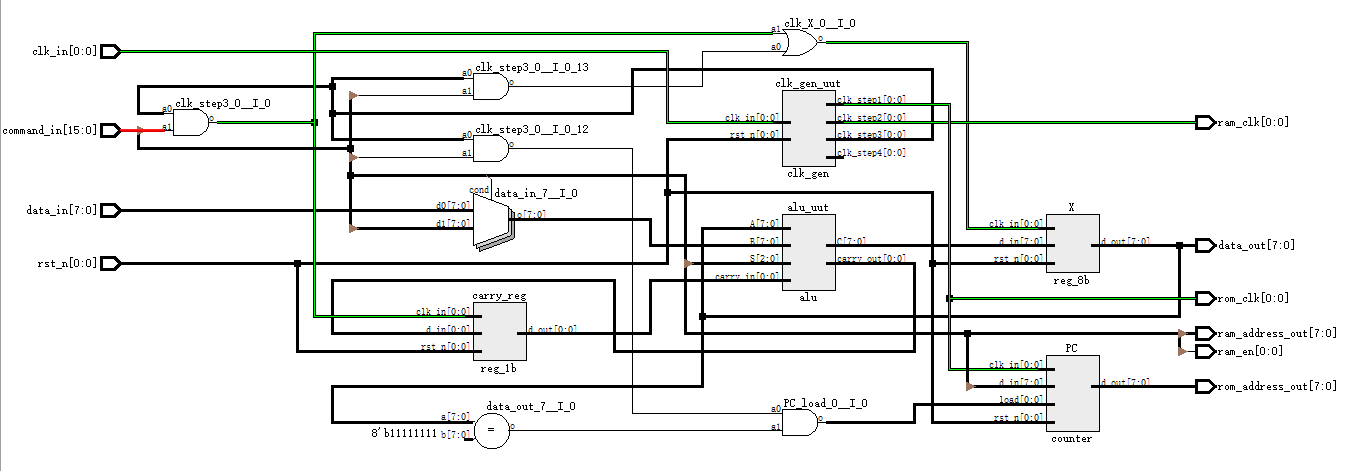 clk_X_0__I_0
a1
o
a0
clk_in[0:0]
clk_step3_0__I_0_13
a0
o
a1
clk_gen_uut
clk_step1[0:0]
clk_in[0:0]
clk_step2[0:0]
rst_n[0:0]
clk_step3[0:0]
clk_step4[0:0]
clk_gen
ram_clk[0:0]
clk_step3_0__I_0
a0
o
a1
command_in[15:0]
clk_step3_0__I_0_12
a0
o
a1
data_in_7__I_0
cond
d0[7:0]
o[7:0]
d1[7:0]
data_in[7:0]
alu_uut
A[7:0]
B[7:0]
C[7:0]
S[2:0]
carry_out[0:0]
carry_in[0:0]
alu
X
clk_in[0:0]
d_in[7:0]
d_out[7:0]
rst_n[0:0]
reg_8b
data_out[7:0]
rst_n[0:0]
carry_reg
clk_in[0:0]
d_in[0:0]
d_out[0:0]
rst_n[0:0]
reg_1b
rom_clk[0:0]
ram_address_out[7:0]
ram_en[0:0]
PC
clk_in[0:0]
d_in[7:0]
d_out[7:0]
load[0:0]
rst_n[0:0]
counter
rom_address_out[7:0]
data_out_7__I_0
a[7:0]
=
o
8'b11111111
b[7:0]
PC_load_0__I_0
a0
o
a1